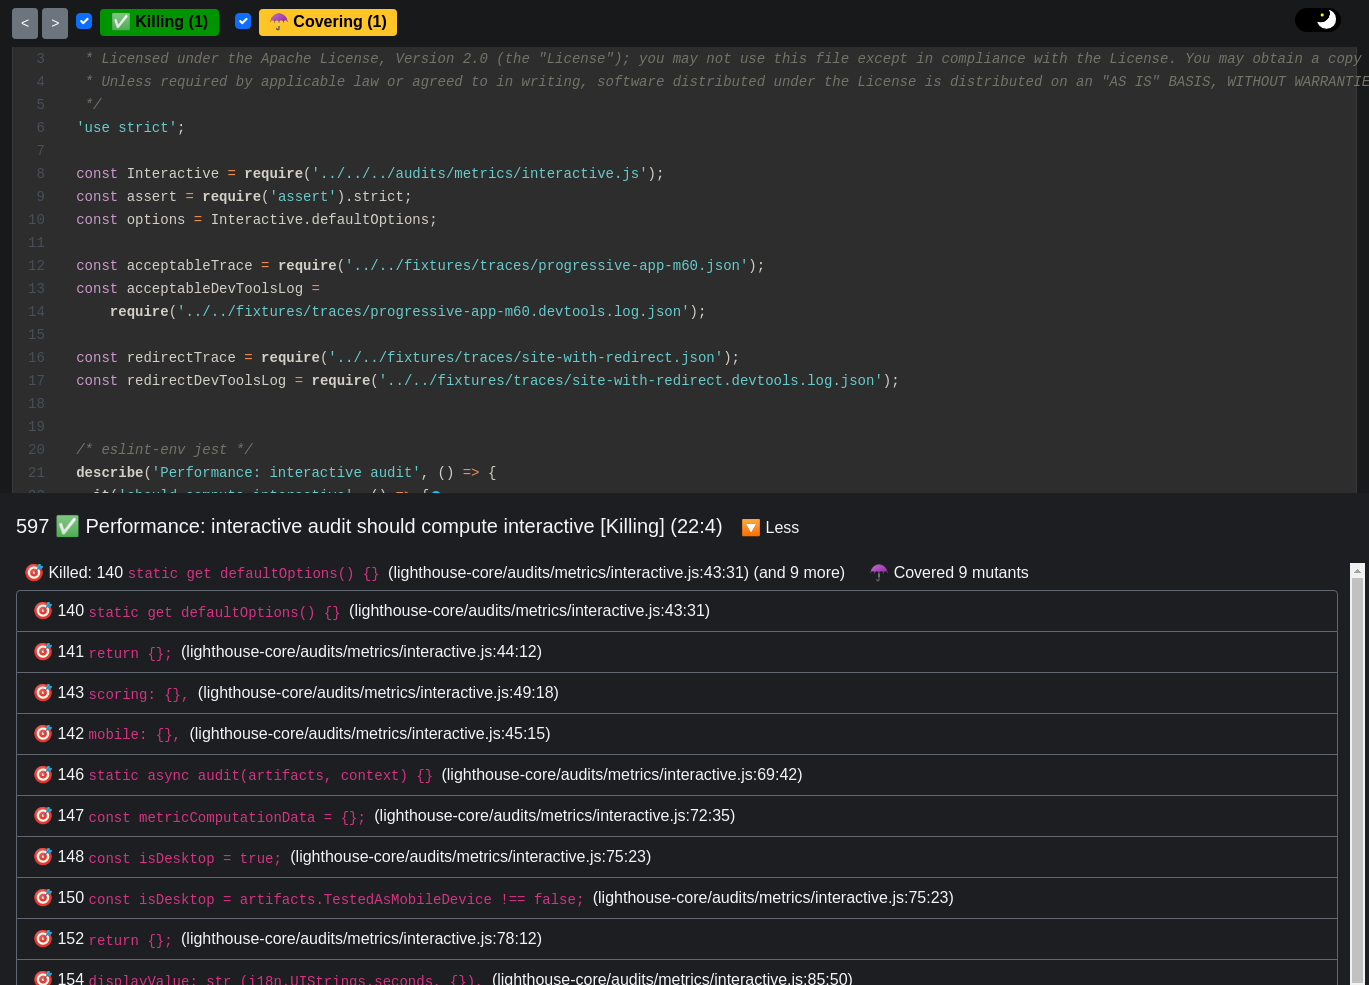 < > ✅ Killing (1) ☂️ Covering (1)
3 * Licensed under the Apache License, Version 2.0 (the "License"); you may not use this file except in compliance with the License. You may obtain a copy
4 * Unless required by applicable law or agreed to in writing, software distributed under the License is distributed on an "AS IS" BASIS, WITHOUT WARRANTIE
5 */
6 'use strict';
7
8 const Interactive = require('../../../audits/metrics/interactive.js');
9 const assert = require('assert').strict;
10 const options = Interactive.defaultOptions;
11
12 const acceptableTrace = require('../../fixtures/traces/progressive-app-m60.json');
13 const acceptableDevToolsLog =
14 require('../../fixtures/traces/progressive-app-m60.devtools.log.json');
15
16 const redirectTrace = require('../../fixtures/traces/site-with-redirect.json');
17 const redirectDevToolsLog = require('../../fixtures/traces/site-with-redirect.devtools.log.json');
18
19
20 /* eslint-env jest */
21 describe('Performance: interactive audit', () => {
22 it('should compute interactive', () => {
597 ✅ Performance: interactive audit should compute interactive [Killing] (22:4) 🔽 Less
🎯 Killed: 140 static get defaultOptions() {} (lighthouse-core/audits/metrics/interactive.js:43:31) (and 9 more) ☂️ Covered 9 mutants
🎯 140 static get defaultOptions() {} (lighthouse-core/audits/metrics/interactive.js:43:31)
🎯 141 return {}; (lighthouse-core/audits/metrics/interactive.js:44:12)
🎯 143 scoring: {}, (lighthouse-core/audits/metrics/interactive.js:49:18)
🎯 142 mobile: {}, (lighthouse-core/audits/metrics/interactive.js:45:15)
🎯 146 static async audit(artifacts, context) {} (lighthouse-core/audits/metrics/interactive.js:69:42)
🎯 147 const metricComputationData = {}; (lighthouse-core/audits/metrics/interactive.js:72:35)
🎯 148 const isDesktop = true; (lighthouse-core/audits/metrics/interactive.js:75:23)
🎯 150 const isDesktop = artifacts.TestedAsMobileDevice !== false; (lighthouse-core/audits/metrics/interactive.js:75:23)
🎯 152 return {}; (lighthouse-core/audits/metrics/interactive.js:78:12)
🎯 154 displayValue: str_(i18n.UIStrings.seconds, {}), (lighthouse-core/audits/metrics/interactive.js:85:50)